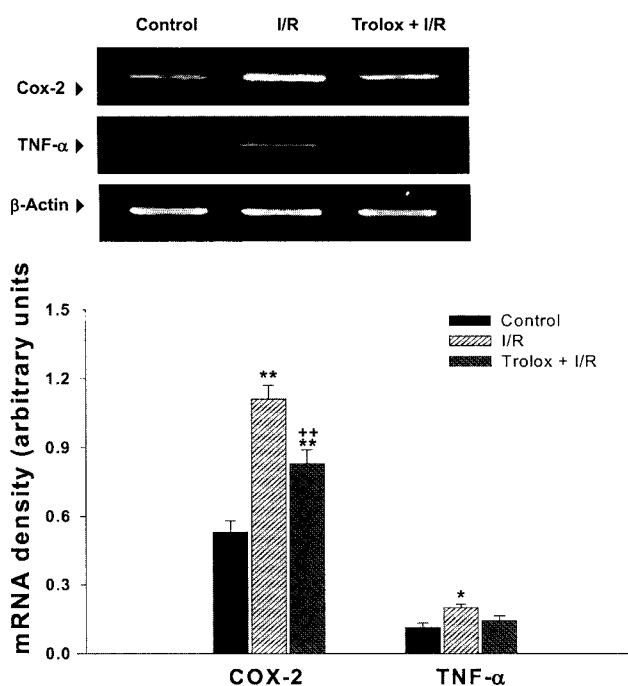 Control I/R Trolox + I/R
Cox-2
TNF-α
β-Actin
mRNA density (arbitrary units
1.5
1.2
0.9
0.6
0.3
0.0
Control
I/R
Trolox + I/R
**
++
**
*
COX-2 TNF-α